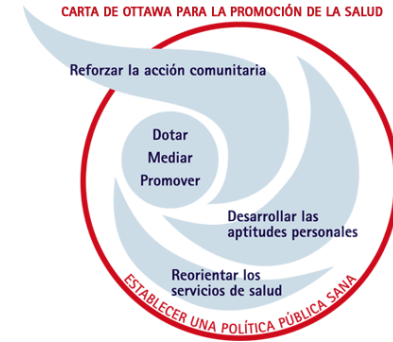 CARTA DE OTTAWA PARA LA PROMOCIÓN DE LA SALUD
Reforzar la acción comunitaria
Dotar
Mediar
Promover
Desarrollar las
aptitudes personales
Reorientar los
servicios de salud
ESTABLECER UNA POLÍTICA PÚBLICA SANA